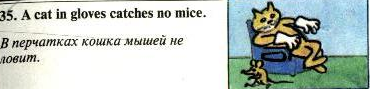 35. A cat in gloves catches no mice.
В перчатках кошка мышей не
ловит.